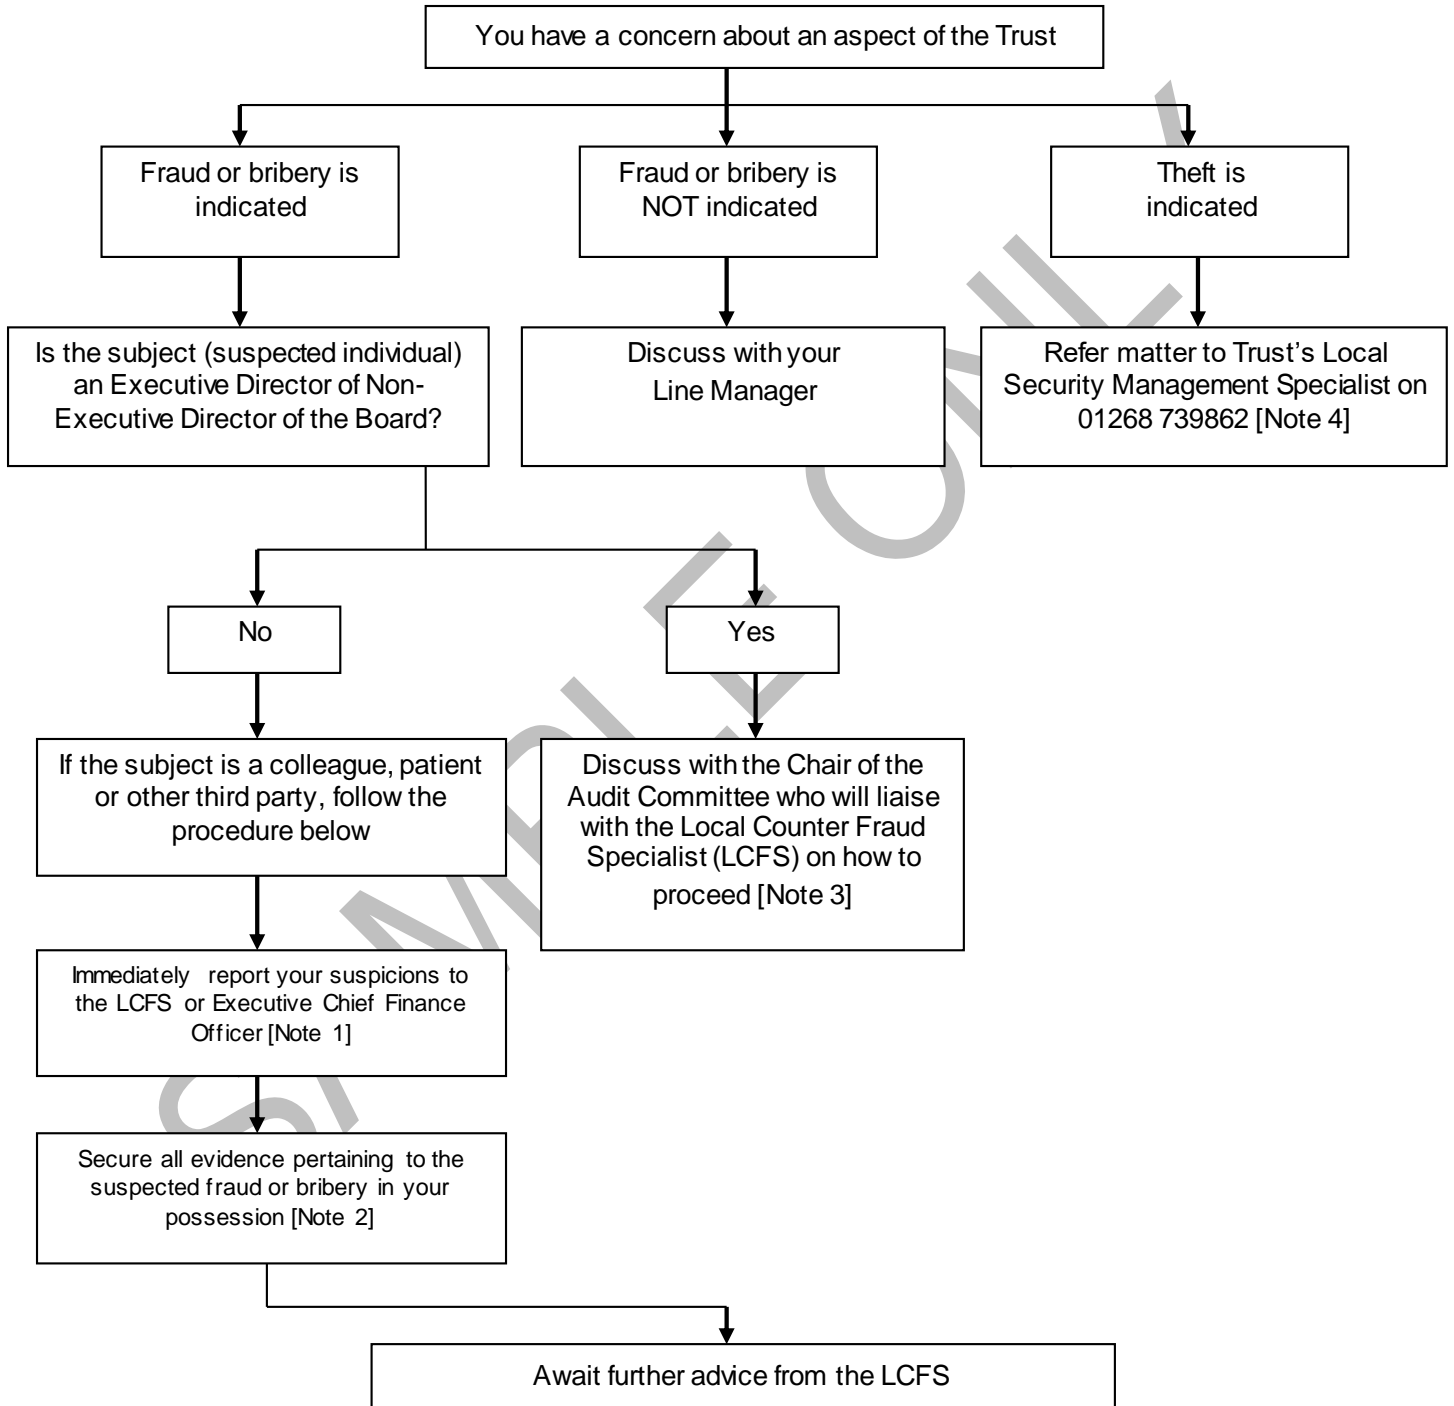 You have a concern about an aspect of the Trust
Fraud or bribery is
indicated
Fraud or bribery is
NOT indicated
Theft is
indicated
Is the subject (suspected individual)
an Executive Director of Non-
Executive Director of the Board?
Discuss with your
Line Manager
Refer matter to Trust's Local
Security Management Specialist on
01268 739862 [Note 4]
No
Yes
If the subject is a colleague, patient
or other third party, follow the
procedure below
Discuss with the Chair of the
Audit Committee who will liaise
with the Local Counter Fraud
Specialist (LCFS) on how to
proceed [Note 3]
Immediately report your suspicions to
the LCFS or Executive Chief Finance
Officer [Note 1]
Secure all evidence pertaining to the
suspected fraud or bribery in your
possession [Note 2]
Await further advice from the LCFS
SAMPLE ONLY